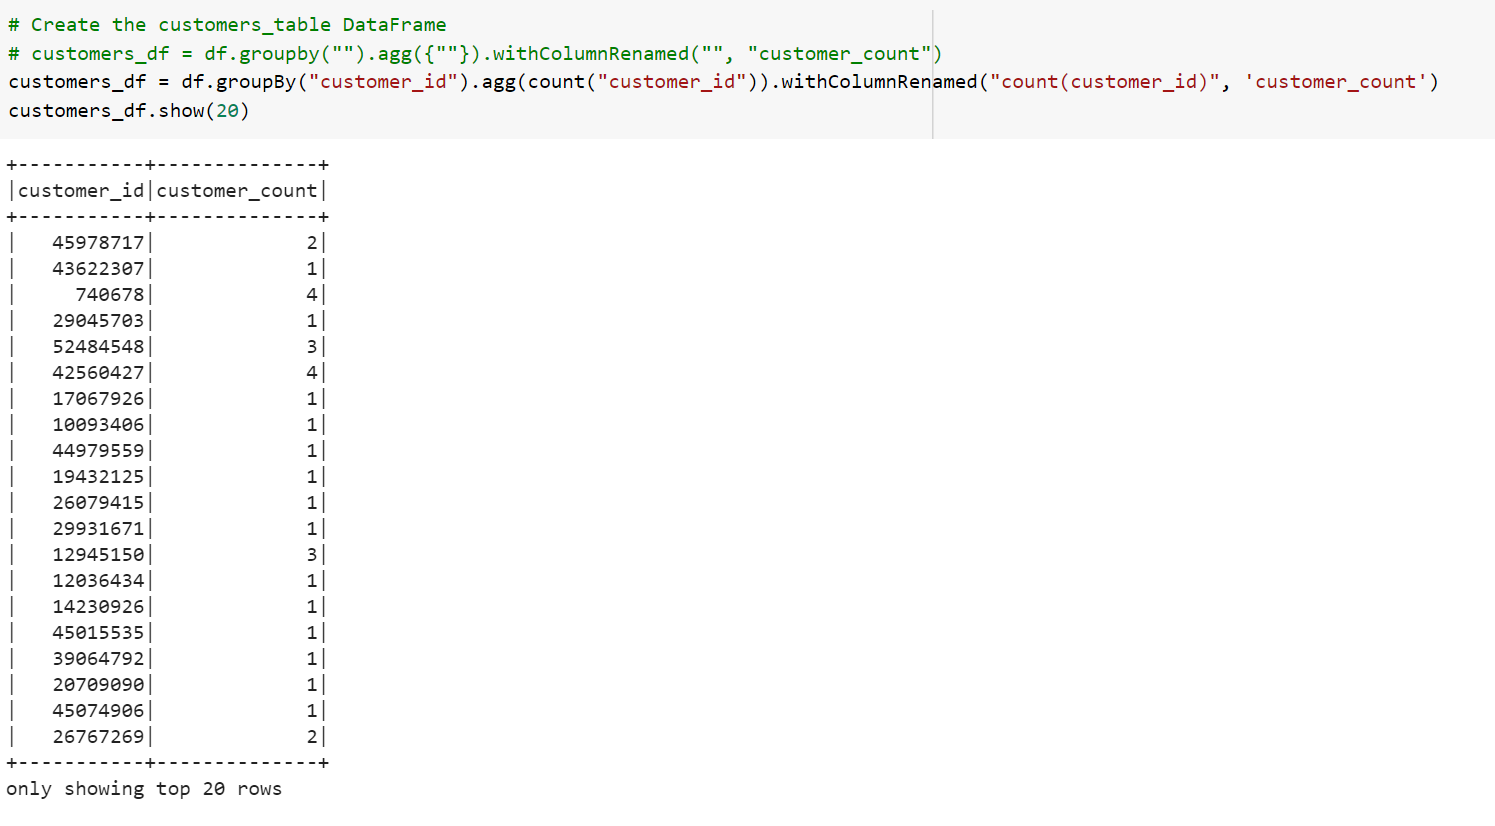 # Create the customers_table DataFrame
# customers_df = df.groupby("").agg({""}).withColumnRenamed("", "customer_count")
customers_df = df.groupBy("customer_id").agg(count("customer_id")).withColumnRenamed("count(customer_id)", 'customer_count')
customers_df.show(20)
+-----------+--------------+
|customer_id|customer_count|
+-----------+--------------+
|   45978717|             2|
|   43622307|             1|
|     740678|             4|
|   29045703|             1|
|   52484548|             3|
|   42560427|             4|
|   17067926|             1|
|   10093406|             1|
|   44979559|             1|
|   19432125|             1|
|   26079415|             1|
|   29931671|             1|
|   12945150|             3|
|   12036434|             1|
|   14230926|             1|
|   45015535|             1|
|   39064792|             1|
|   20709090|             1|
|   45074906|             1|
|   26767269|             2|
+-----------+--------------+
only showing top 20 rows